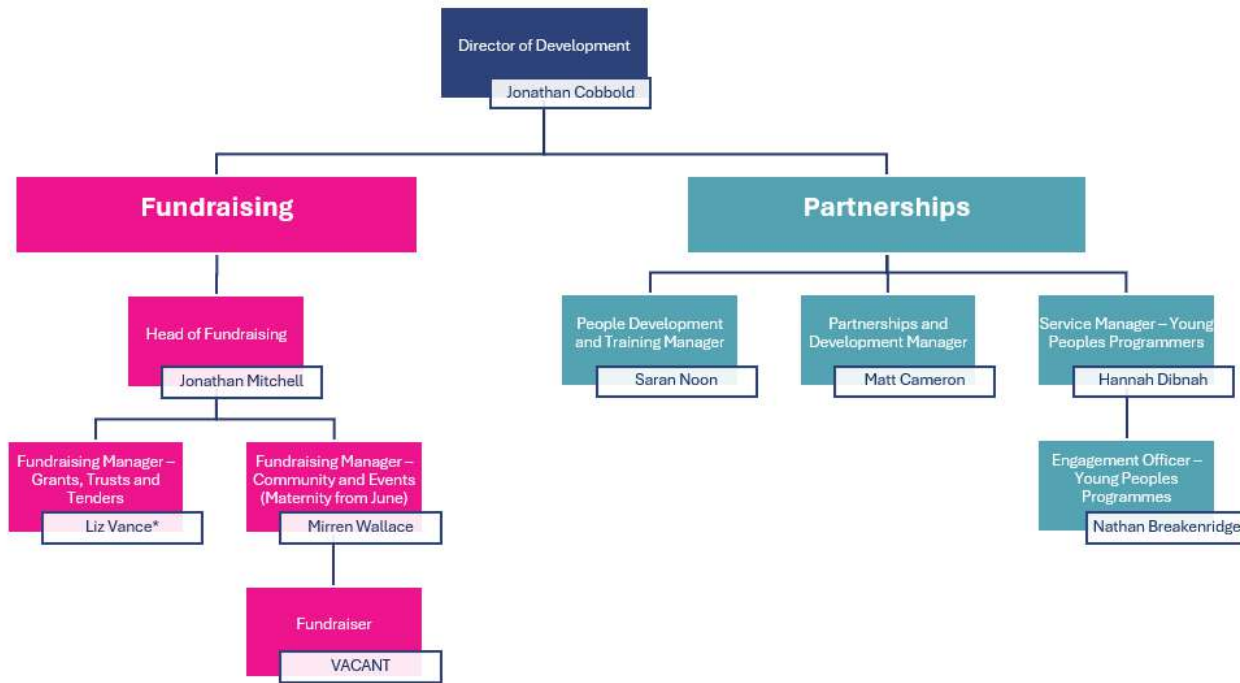 Director of Development
Jonathan Cobbold
Fundraising
Partnerships
Head of Fundraising
Jonathan Mitchell
People Development
and Training Manager
Saran Noon
Partnerships and
Development Manager
Matt Cameron
Service Manager – Young
Peoples Programmers
Hannah Dibnah
Fundraising Manager –
Grants, Trusts and
Tenders
Liz Vance*
Fundraising Manager –
Community and Events
(Maternity from June)
Mirren Wallace
Engagement Officer –
Young Peoples
Programmes
Nathan Breakenridge
Fundraiser
VACANT